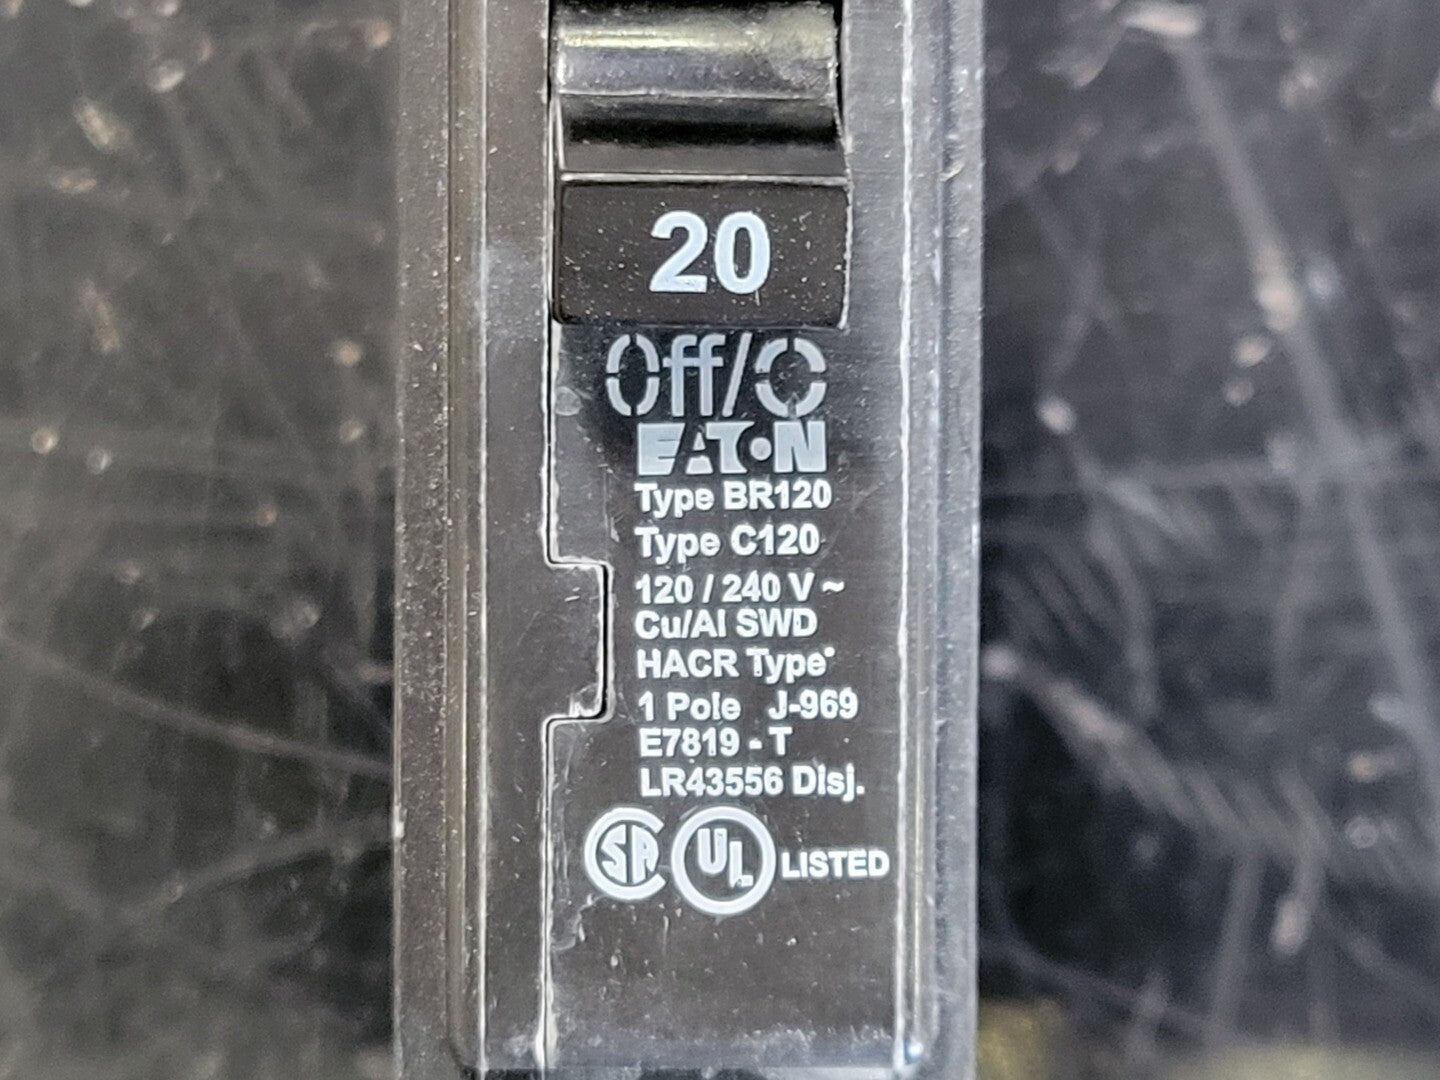 20
Off/O
EATON
Type BR120
Type C120
120 / 240 V ~
Cu/Al SWD
HACR Type
1 Pole J-969
E7819 - T
LR43556 Disj.
SA UL LISTED